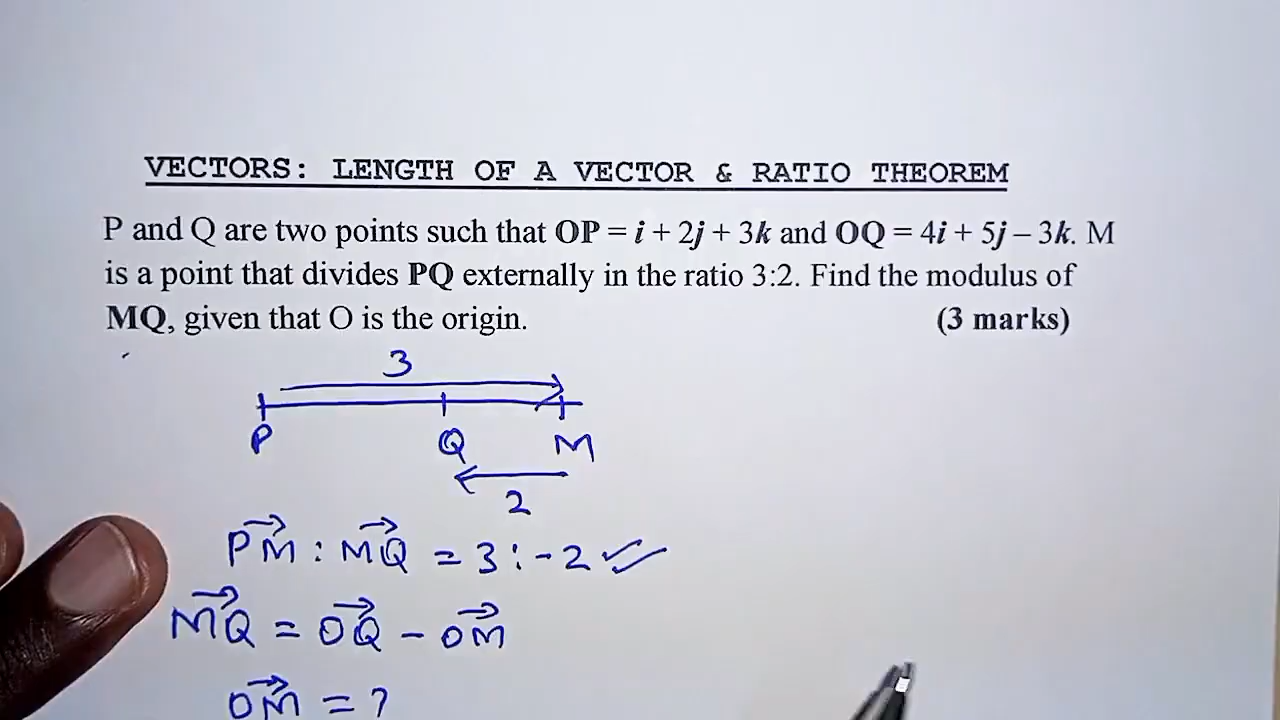 VECTORS: LENGTH OF A VECTOR & RATIO THEOREM
P and Q are two points such that OP = i + 2j + 3k and OQ = 4i + 5j – 3k. M
is a point that divides PQ externally in the ratio 3:2. Find the modulus of
MQ, given that O is the origin. (3 marks)
3
P Q M
2
PM : MQ = 3 : -2
MQ = OQ - OM
OM = ?